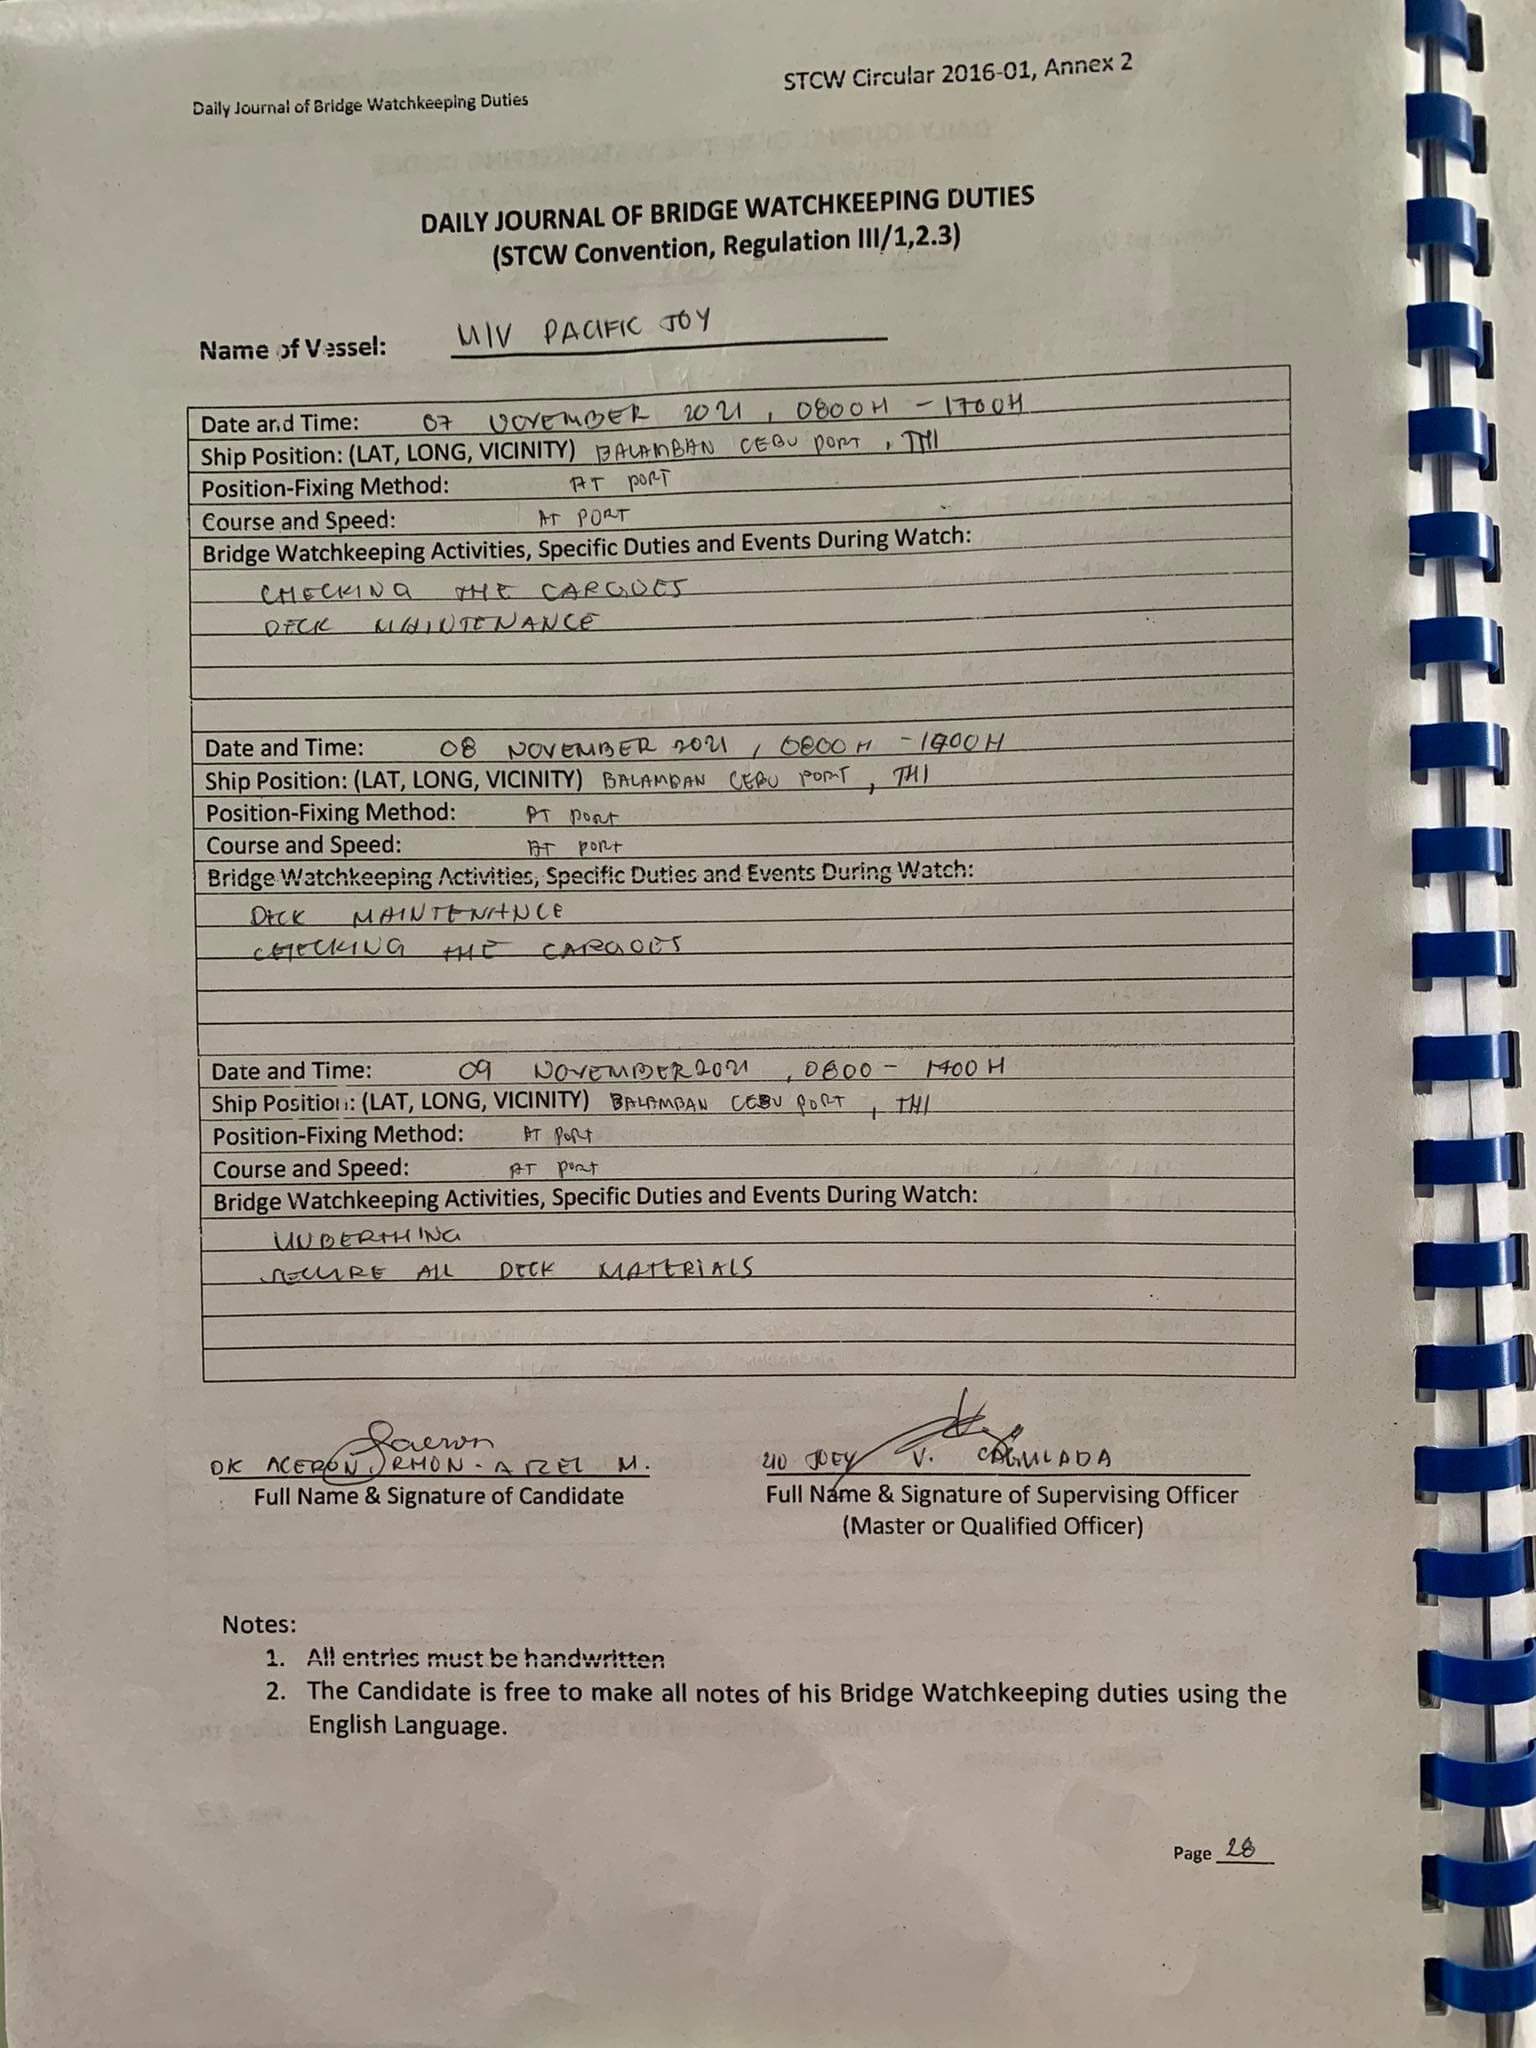 Daily Journal of Bridge Watchkeeping Duties
STCW Circular 2016-01, Annex 2
DAILY JOURNAL OF BRIDGE WATCHKEEPING DUTIES
(STCW Convention, Regulation III/1,2.3)
Name of Vessel: M/V PACIFIC JOY
Date and Time: 07 NOVEMBER 2021, 0800H - 1700H
Ship Position: (LAT, LONG, VICINITY) BALAMBAN CEBU PORT, THI
Position-Fixing Method: AT PORT
Course and Speed: AT PORT
Bridge Watchkeeping Activities, Specific Duties and Events During Watch:
CHECKING THE CARGOES
DECK MAINTENANCE
Date and Time: 08 NOVEMBER 2021, 0800H - 1700H
Ship Position: (LAT, LONG, VICINITY) BALAMBAN CEBU PORT, THI
Position-Fixing Method: AT PORT
Course and Speed: AT PORT
Bridge Watchkeeping Activities, Specific Duties and Events During Watch:
DECK MAINTENANCE
CHECKING THE CARGOES
Date and Time: 09 NOVEMBER 2021, 0800 - 1700H
Ship Position: (LAT, LONG, VICINITY) BALAMBAN CEBU PORT, THI
Position-Fixing Method: AT PORT
Course and Speed: AT PORT
Bridge Watchkeeping Activities, Specific Duties and Events During Watch:
UNBERTHING
SECURE ALL DECK MATERIALS
ACERON, M.
JOEY V. CAGULADA
Full Name & Signature of Candidate
Full Name & Signature of Supervising Officer
(Master or Qualified Officer)
Notes:
1. All entries must be handwritten
2. The Candidate is free to make all notes of his Bridge Watchkeeping duties using the
English Language.
Page 28